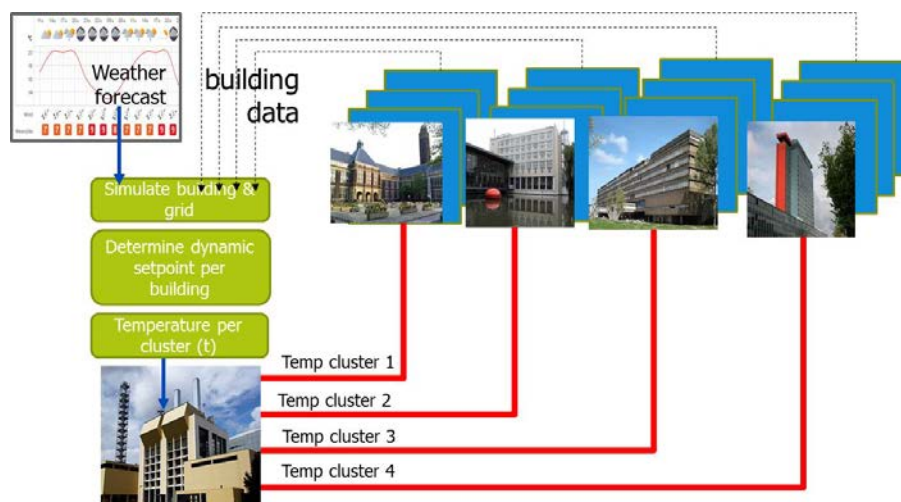 Weather
forecast
building
data
Simulate building &
grid
Determine dynamic
setpoint per
building
Temperature per
cluster (t)
Temp cluster 1
Temp cluster 2
Temp cluster 3
Temp cluster 4